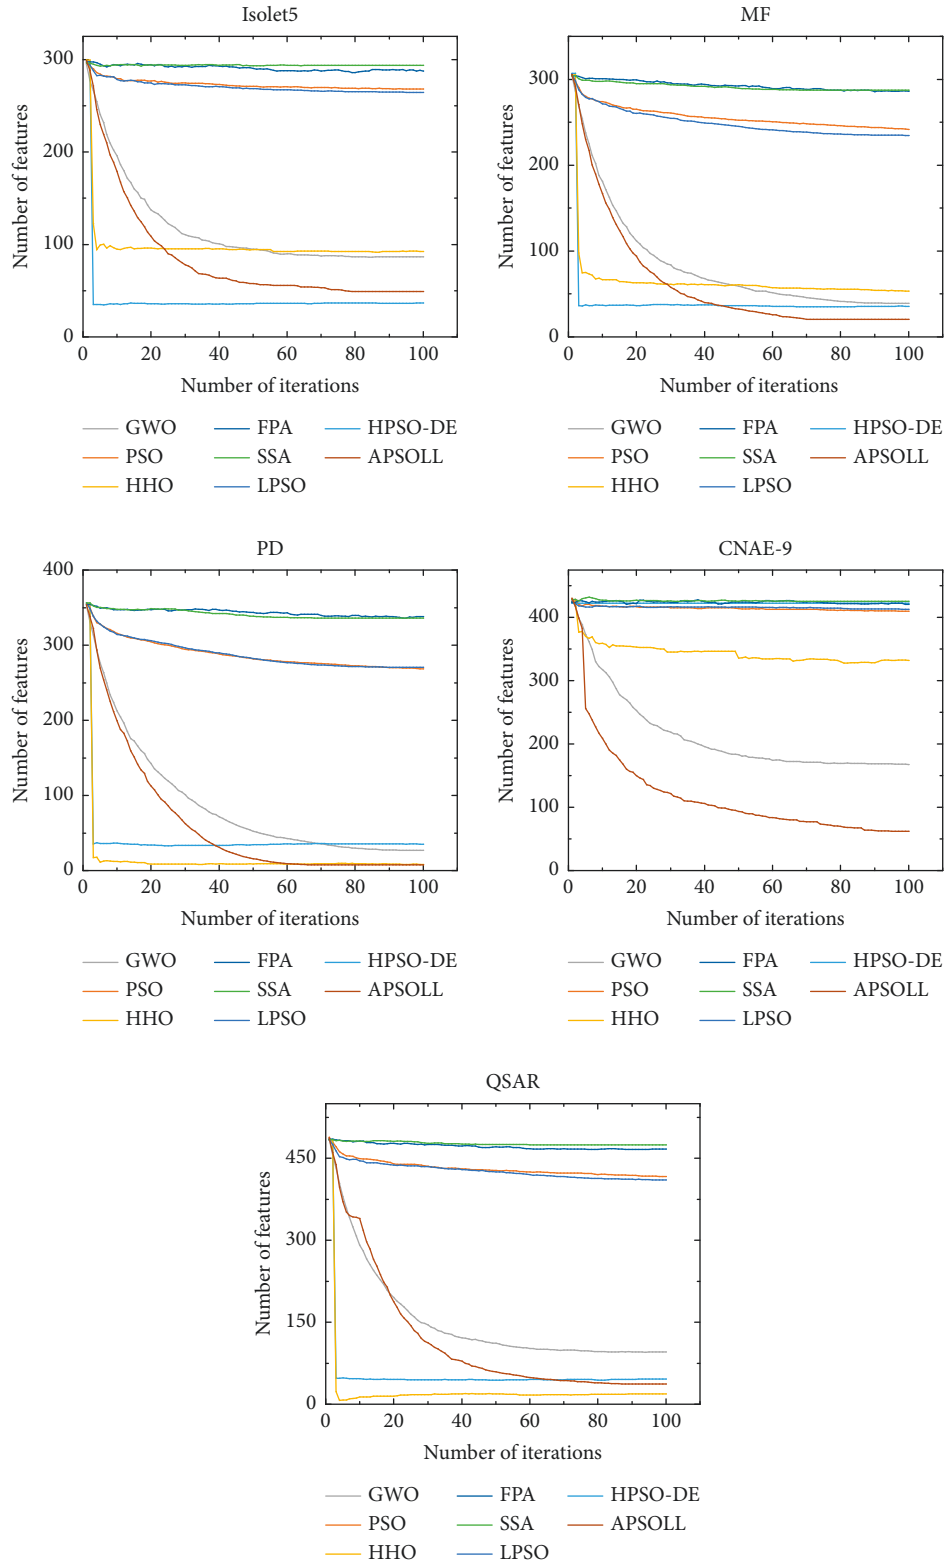 Isolet5
300
200
100
0
0 20 40 60 80 100
Number of features
Number of iterctions
GWO FPA HPSO-DE
PSO SSA APSOLL
HHO LPSO
MF
300
200
100
0
0 20 40 60 80 100
Number of features
Number of iterctions
GWO FPA HPSO-DE
PSO SSA APSOLL
HHO LPSO
PD
400
300
200
100
0
0 20 40 60 80 100
Number of features
Number of iterctions
GWO FPA HPSO-DE
PSO SSA APSOLL
HHO LPSO
CNAE-9
400
300
200
100
0
0 20 40 60 80 100
Number of features
Number of iterctions
GWO FPA HPSO-DE
PSO SSA APSOLL
HHO LPSO
QSAR
450
300
150
0
0 20 40 60 80 100
Number of features
Number of iterctions
GWO FPA HPSO-DE
PSO SSA APSOLL
HHO LPSO